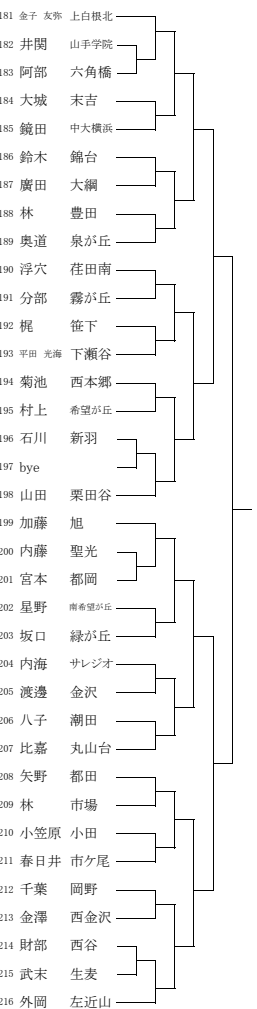 181 金子 友弥 上白根北
182 井関 山手学院
183 阿部 六角橋
184 大城 末吉
185 鏡田 中大横浜
186 鈴木 錦台
187 廣田 大綱
188 林 豊田
189 奥道 泉が丘
190 浮穴 荏田南
191 分部 霧が丘
192 梶 笹下
193 平田 光海 下瀬谷
194 菊池 西本郷
195 村上 希望が丘
196 石川 新羽
197 bye
198 山田 栗田谷
199 加藤 旭
200 内藤 聖光
201 宮本 都岡
202 星野 南希望が丘
203 坂口 緑が丘
204 内海 サレジオ
205 渡邊 金沢
206 八子 潮田
207 比嘉 丸山台
208 矢野 都田
209 林 市場
210 小笠原 小田
211 春日井 市ケ尾
212 千葉 岡野
213 金澤 西金沢
214 財部 西谷
215 武末 生麦
216 外岡 左近山